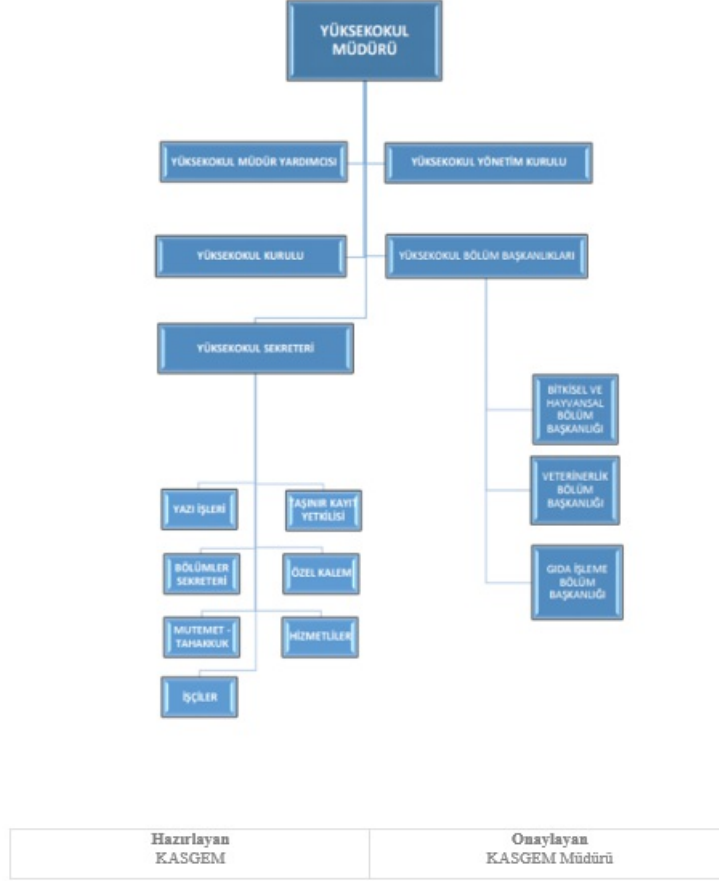 YÜKSEKOKUL
MÜDÜRÜ
YÜKSEKOKUL MÜDÜR YARDIMCISI
YÜKSEKOKUL YÖNETİM KURULU
YÜKSEKOKUL KURULU
YÜKSEKOKUL BÖLÜM BAŞKANLIKLARI
YÜKSEKOKUL SEKRETERİ
BİTKİSEL VE
HAYVANSAL
BÖLÜM
BAŞKANLIĞI
VETERİNERLİK
BÖLÜM
BAŞKANLIĞI
GIDA İŞLEME
BÖLÜM
BAŞKANLIĞI
YAZI İŞLERİ
TAŞINIR KAYIT
YETKİLİSİ
BÖLÜMLER
SEKRETERİ
ÖZEL KALEM
MUTEMET -
TAHAKKUK
HİZMETLİLER
İŞÇİLER
Hazırlayan
KASGEM
Onaylayan
KASGEM Müdürü